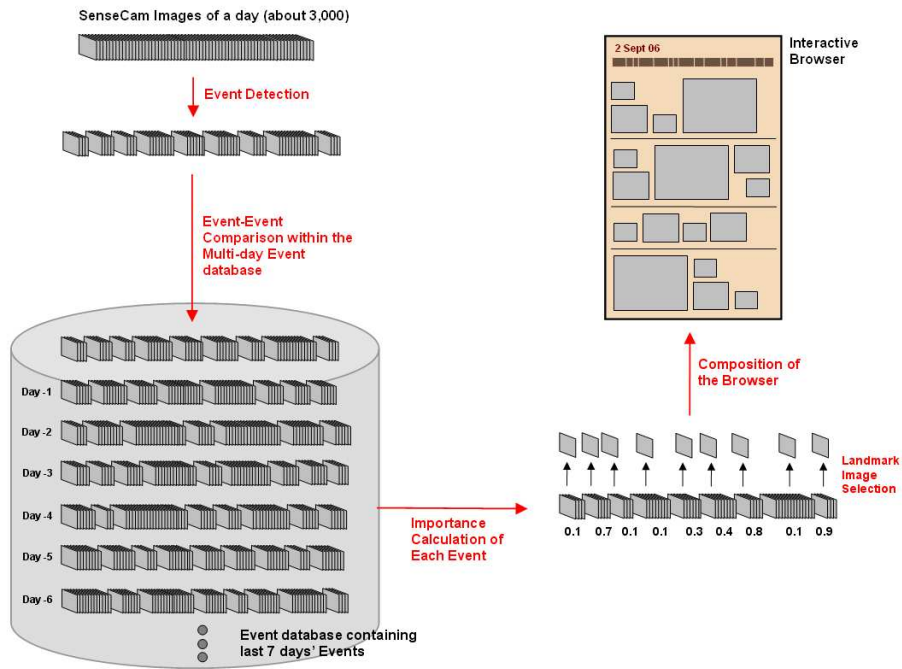 SenseCam Images of a day (about 3,000)
Event Detection
Event-Event
Comparison within the
Multi-day Event
database
Day -1
Day -2
Day -3
Day -4
Day -5
Day -6
Event database containing
last 7 days' Events
Importance
Calculation of
Each Event
0.1 0.7 0.1 0.1 0.3 0.4 0.8 0.1 0.9
Landmark
Image
Selection
Composition of
the Browser
2 Sept 06
Interactive
Browser